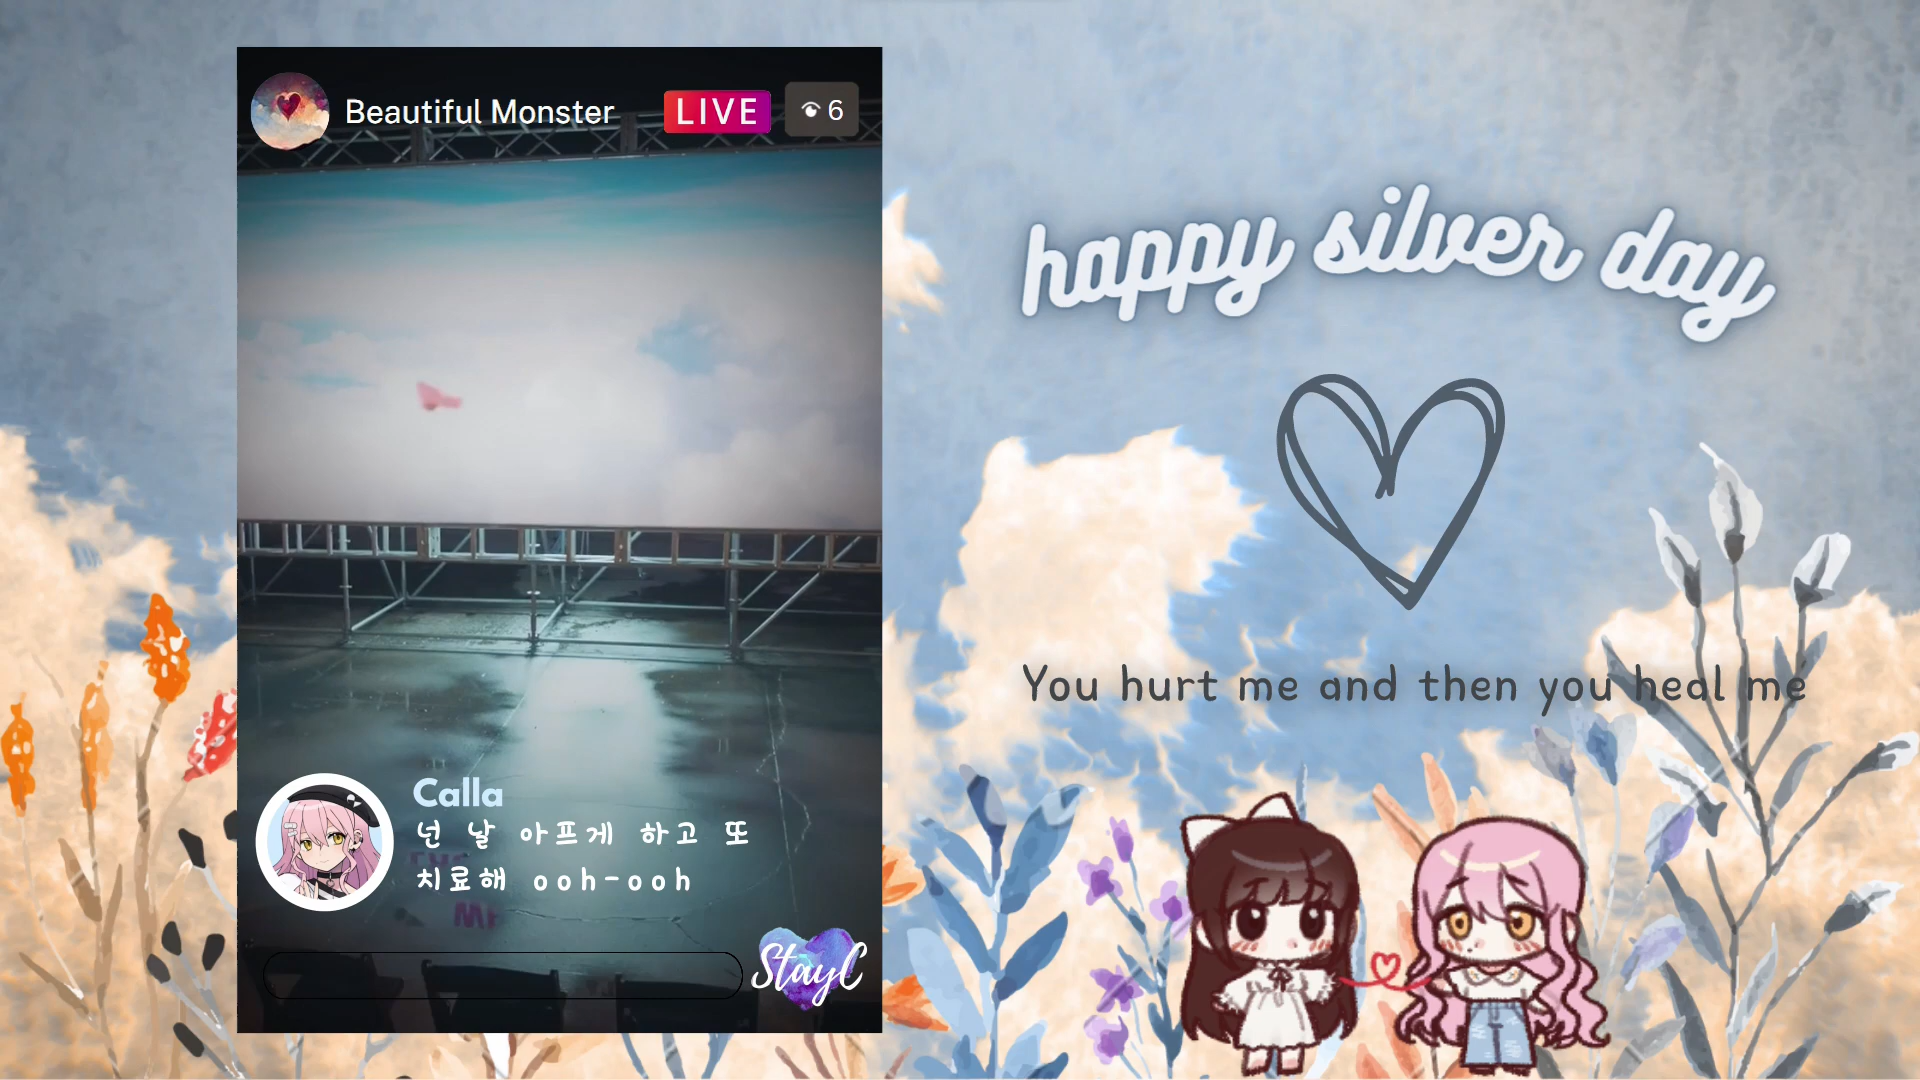 Beautiful Monster
LIVE
6
happy silver day
You hurt me and then you heal me
Calla
넌 날 아프게 하고 또
치료해 ooh-ooh
StayC